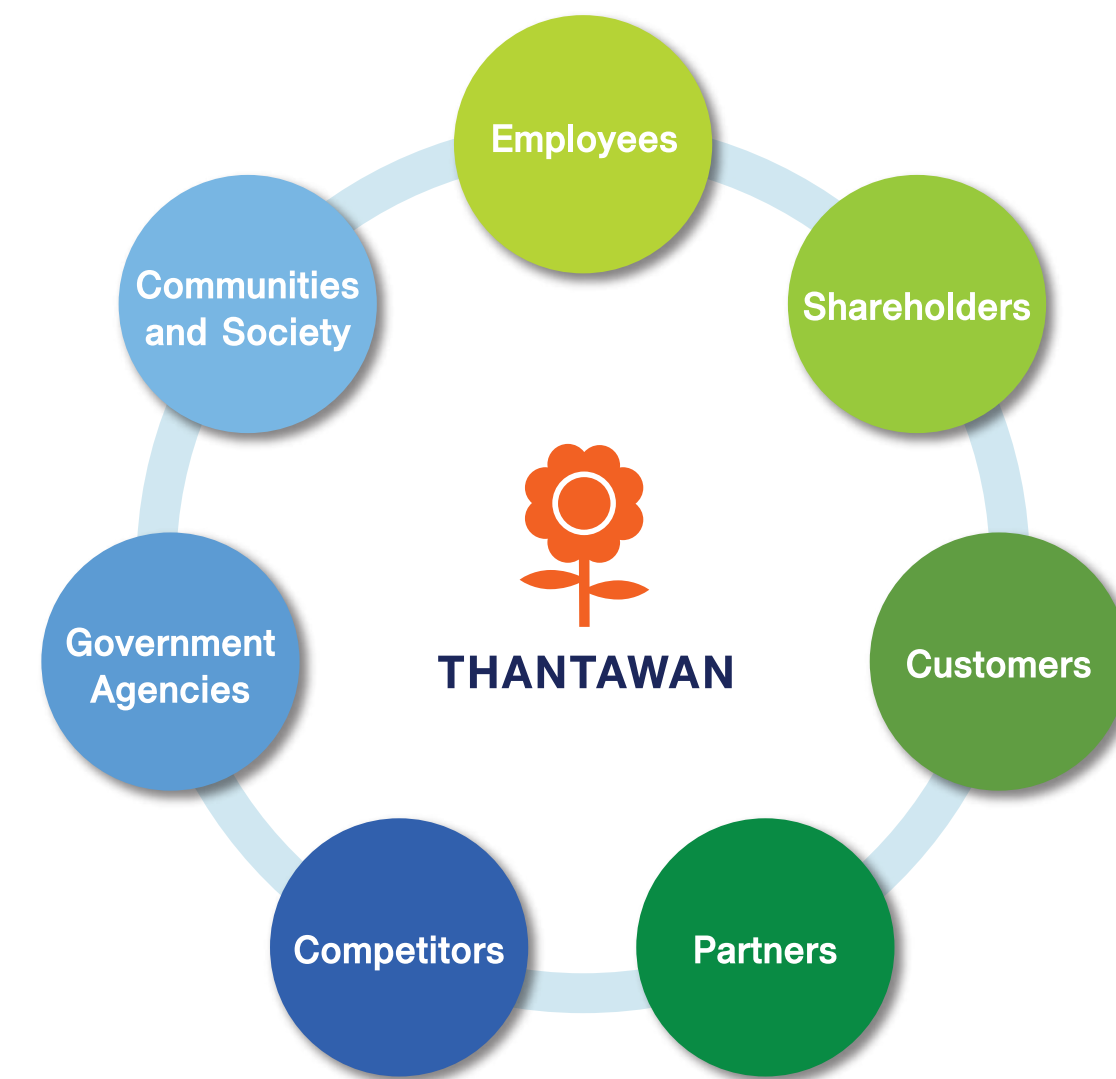 Employees
Shareholders
Communities
and Society
Government
Agencies
THANTAWAN
Customers
Competitors
Partners